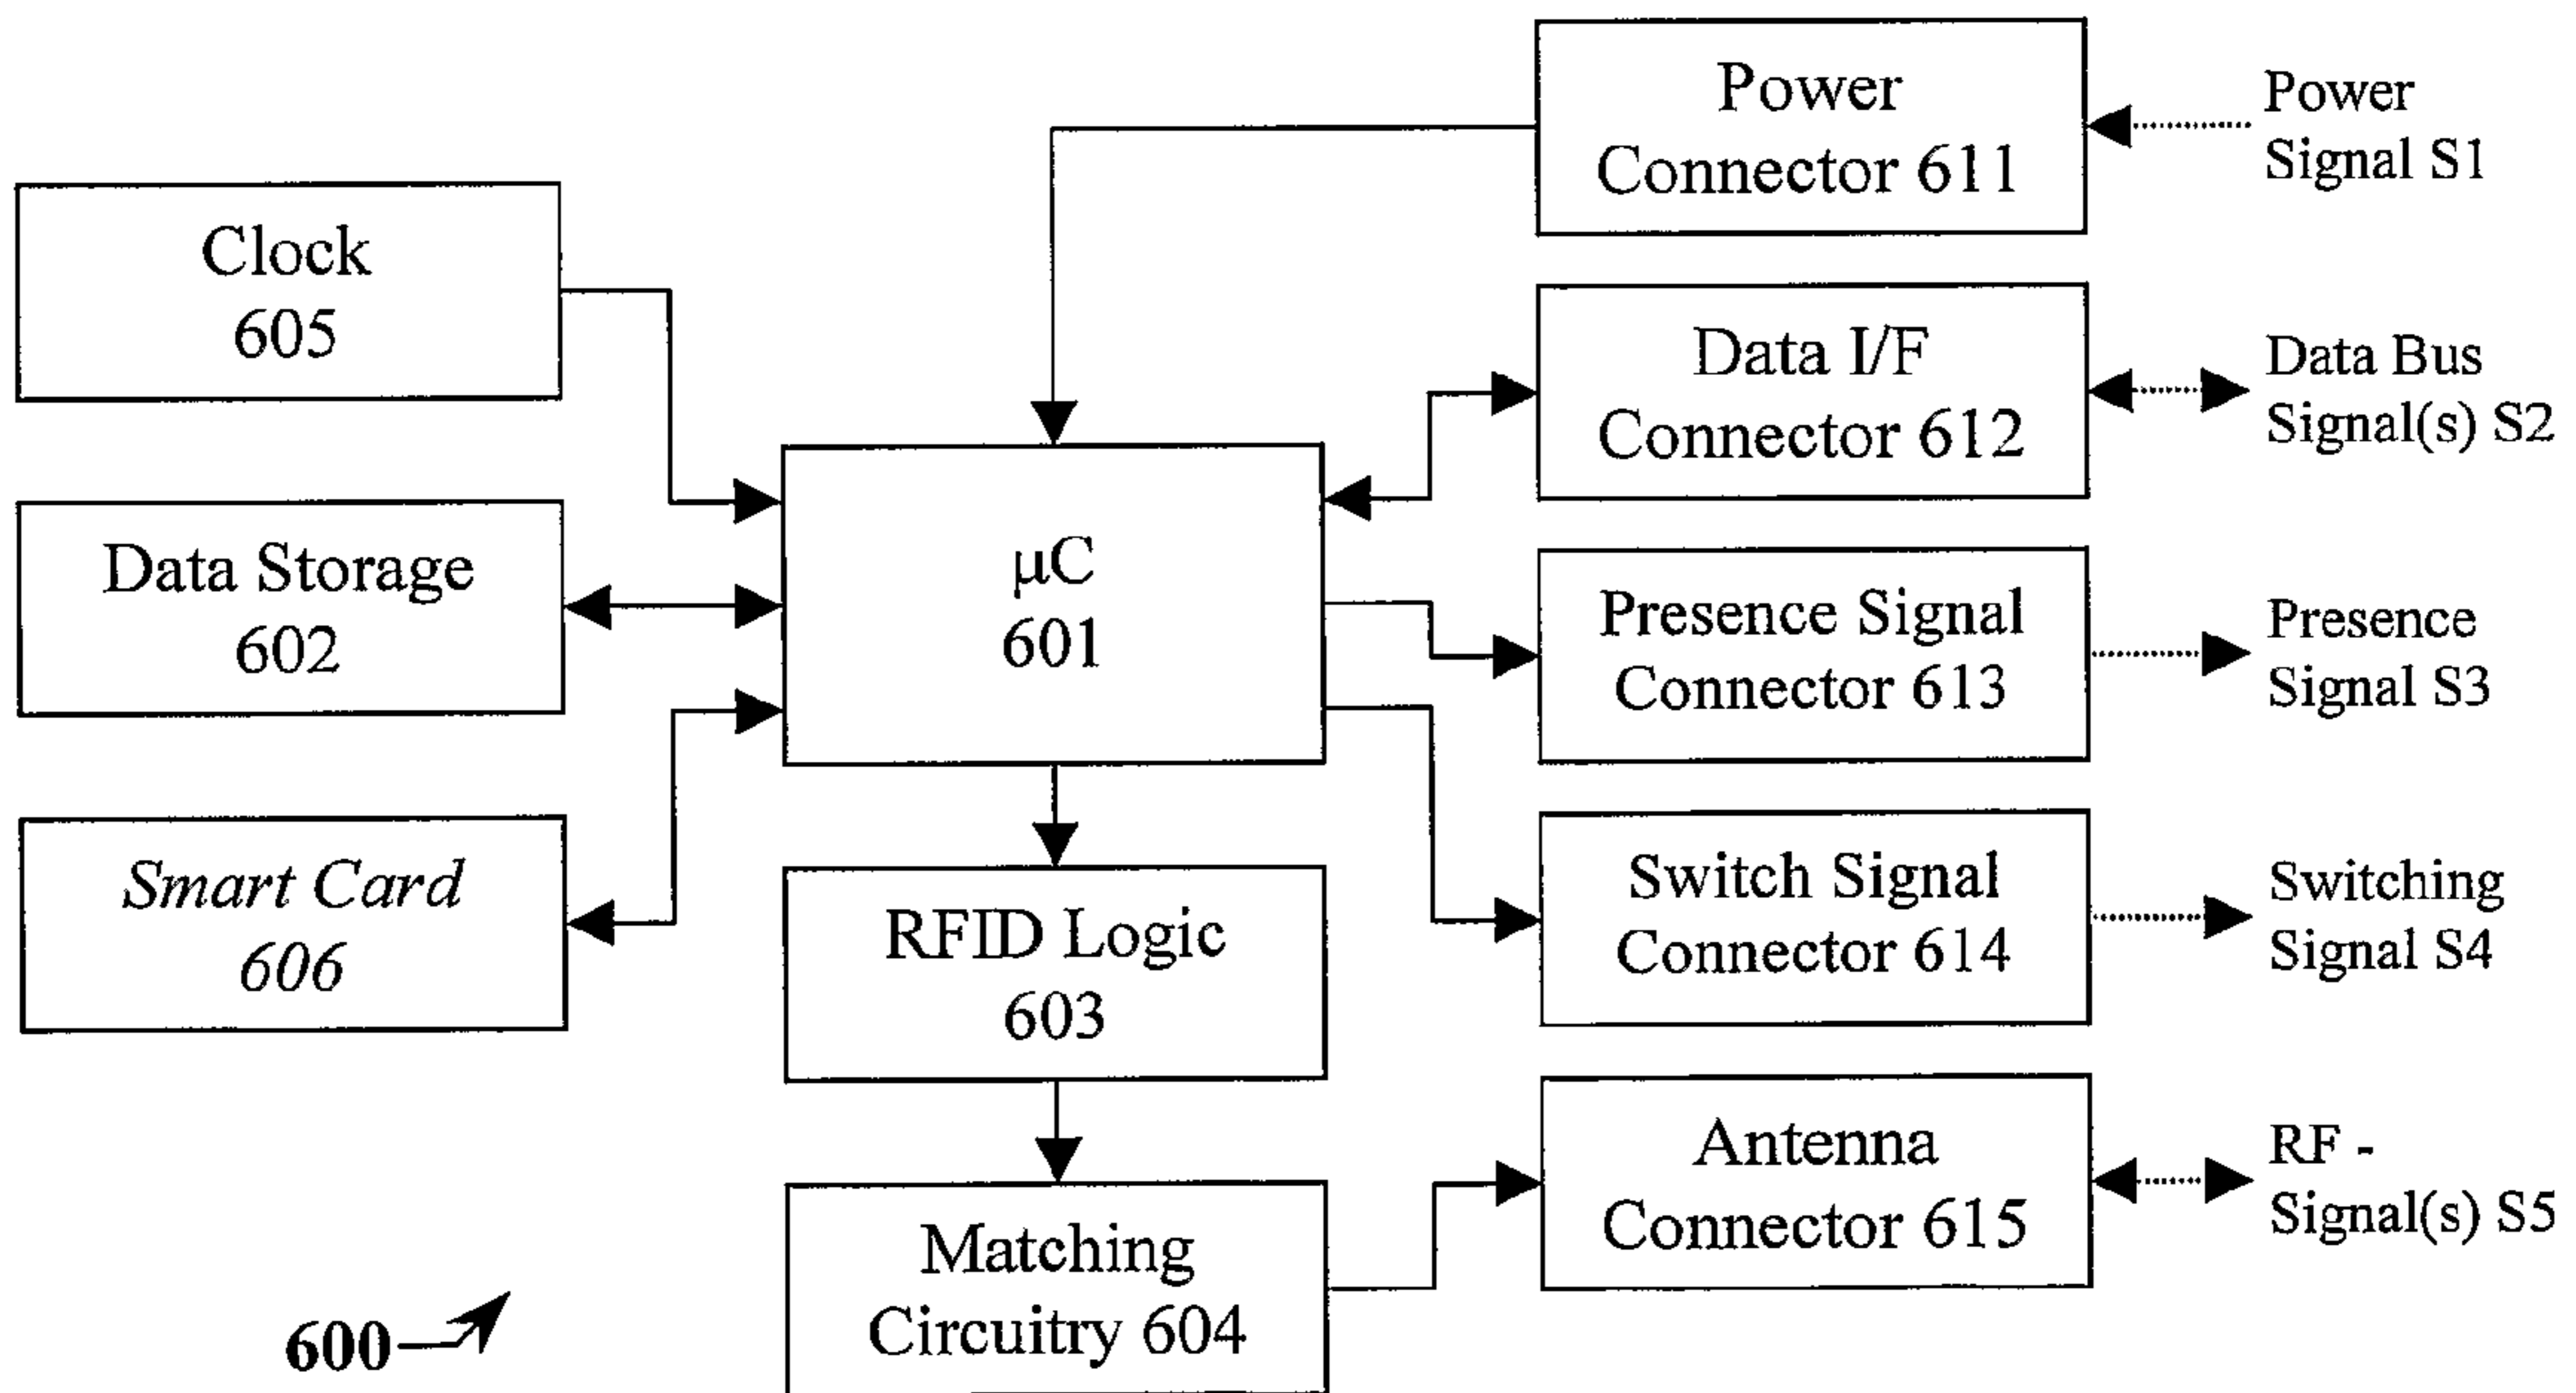 Power
Connector 611
Power
Signal S1
Clock
605
Data I/F
Connector 612
Data Bus
Signal(s) S2
Data Storage
602
µC
601
Presence Signal
Connector 613
Presence
Signal S3
Smart Card
606
RFID Logic
603
Switch Signal
Connector 614
Switching
Signal S4
Matching
Circuitry 604
Antenna
Connector 615
RF -
Signal(s) S5
600